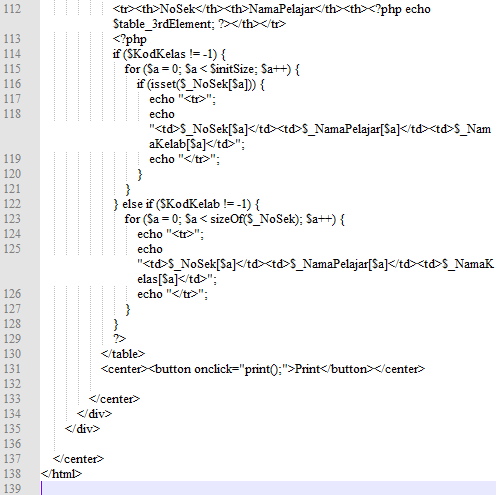 112 <tr><th>NoSek</th><th>NamaPelajar</th><th><?php echo
$table_3rdElement; ?></th></tr>
113 <?php
114 if ($KodKelas != -1) {
115 for ($a = 0; $a < $initSize; $a++) {
116 if (isset($_NoSek[$a])) {
117 echo "<tr>";
118 echo
"<td>$_NoSek[$a]</td><td>$_NamaPelajar[$a]</td><td>$_Nam
aKelab[$a]</td>";
119 echo "</tr>";
120 }
121 }
122 } else if ($KodKelab != -1) {
123 for ($a = 0; $a < sizeOf($_NoSek); $a++) {
124 echo "<tr>";
125 echo
"<td>$_NoSek[$a]</td><td>$_NamaPelajar[$a]</td><td>$_NamaK
elas[$a]</td>";
126 echo "</tr>";
127 }
128 }
129 ?>
130 </table>
131 <center><button onclick="print();">Print</button></center>
132
133 </center>
134 </div>
135 </div>
136
137 </center>
138 </html>
139